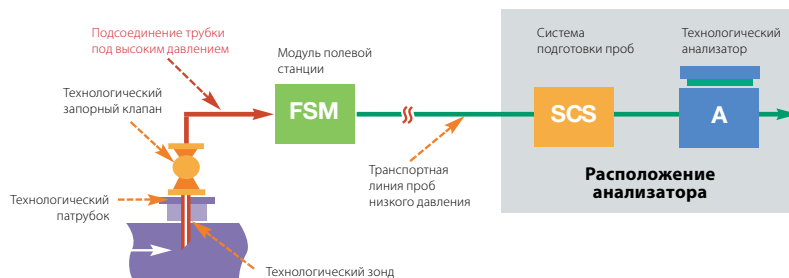 Подсоединение трубки
под высоким давлением
Модуль полевой
станции
Система
подготовки проб
Технологический
анализатор
Технологический
запорный клапан
FSM
SCS
A
Транспортная
линия проб
низкого давления
Расположение
анализатора
Технологический
патрубок
Технологический зонд